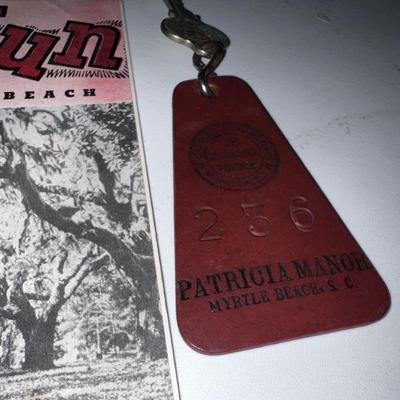 Fun
BEACH
236
PATRICIA MANOR
MYRTLE BEACH, S. C.